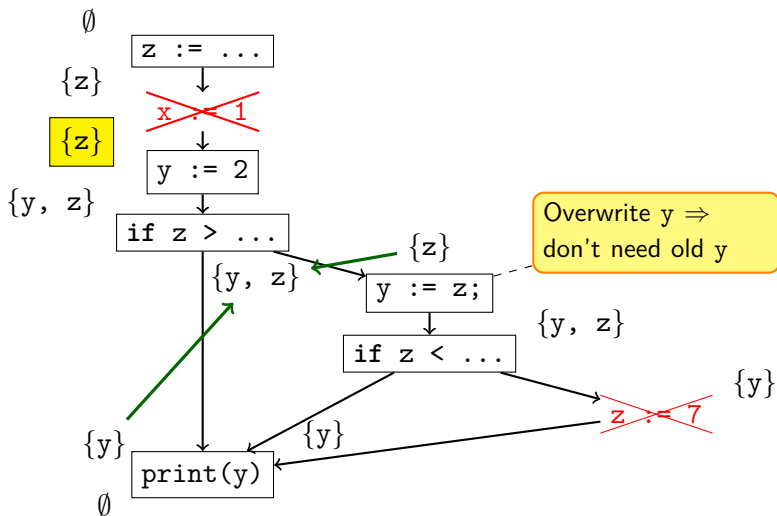 ∅
z := ...
{z}
x := 1
{z}
y := 2
{y, z}
if z > ...
Overwrite y ⇒
don't need old y
{z}
{y, z}
y := z;
{y, z}
if z < ...
{y}
z := 7
{y}
{y}
print(y)
∅